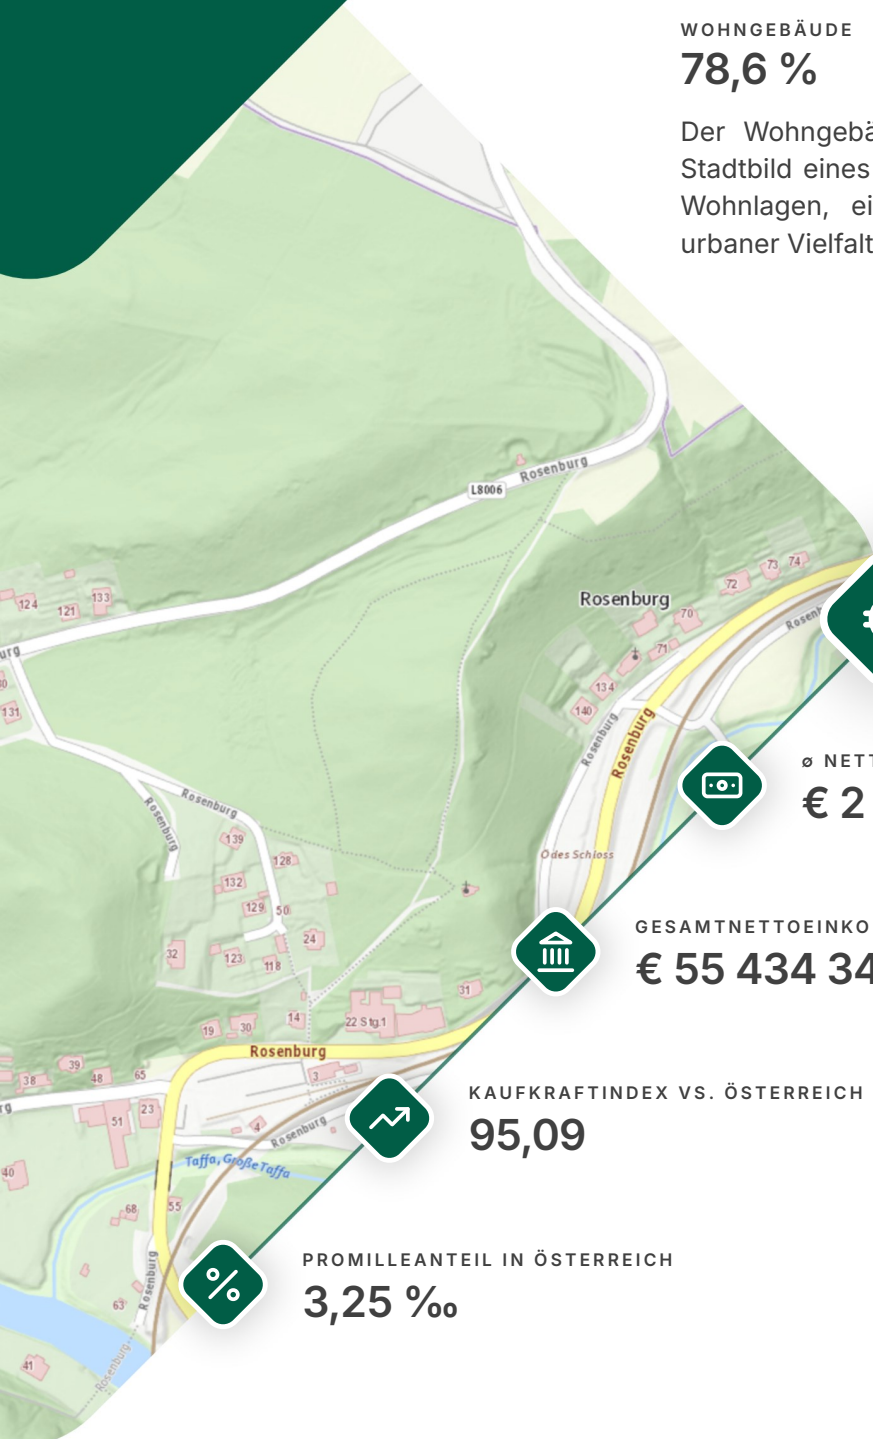 WOHNGEBÄUDE
78,6 %
Der Wohngebä
Stadtbild eines
Wohnlagen, ei
urbaner Vielfalt
Rosenburg
L8006
Rosenburg
73 74
72
133
124
121
70
Rosenb
urg
71
134
131
140
Rosenburg
Rosenburg
ø NETT
€ 2
Rosenburg
Rosenburg
139
Ödes Schloss
128
132
129 50
GESAMTNETTOEINKO
€ 55 434 34
24
32
123
118
31
14
22 Stg.1
19 30
Rosenburg
39
38
48
65
3
KAUFKRAFTINDEX VS. ÖSTERREICH
95,09
23
51
4
Rosenburg
Taffa, Große Taffa
40
68
55
PROMILLEANTEIL IN ÖSTERREICH
3,25 ‰
Rosenburg
63
41
Rosenburg